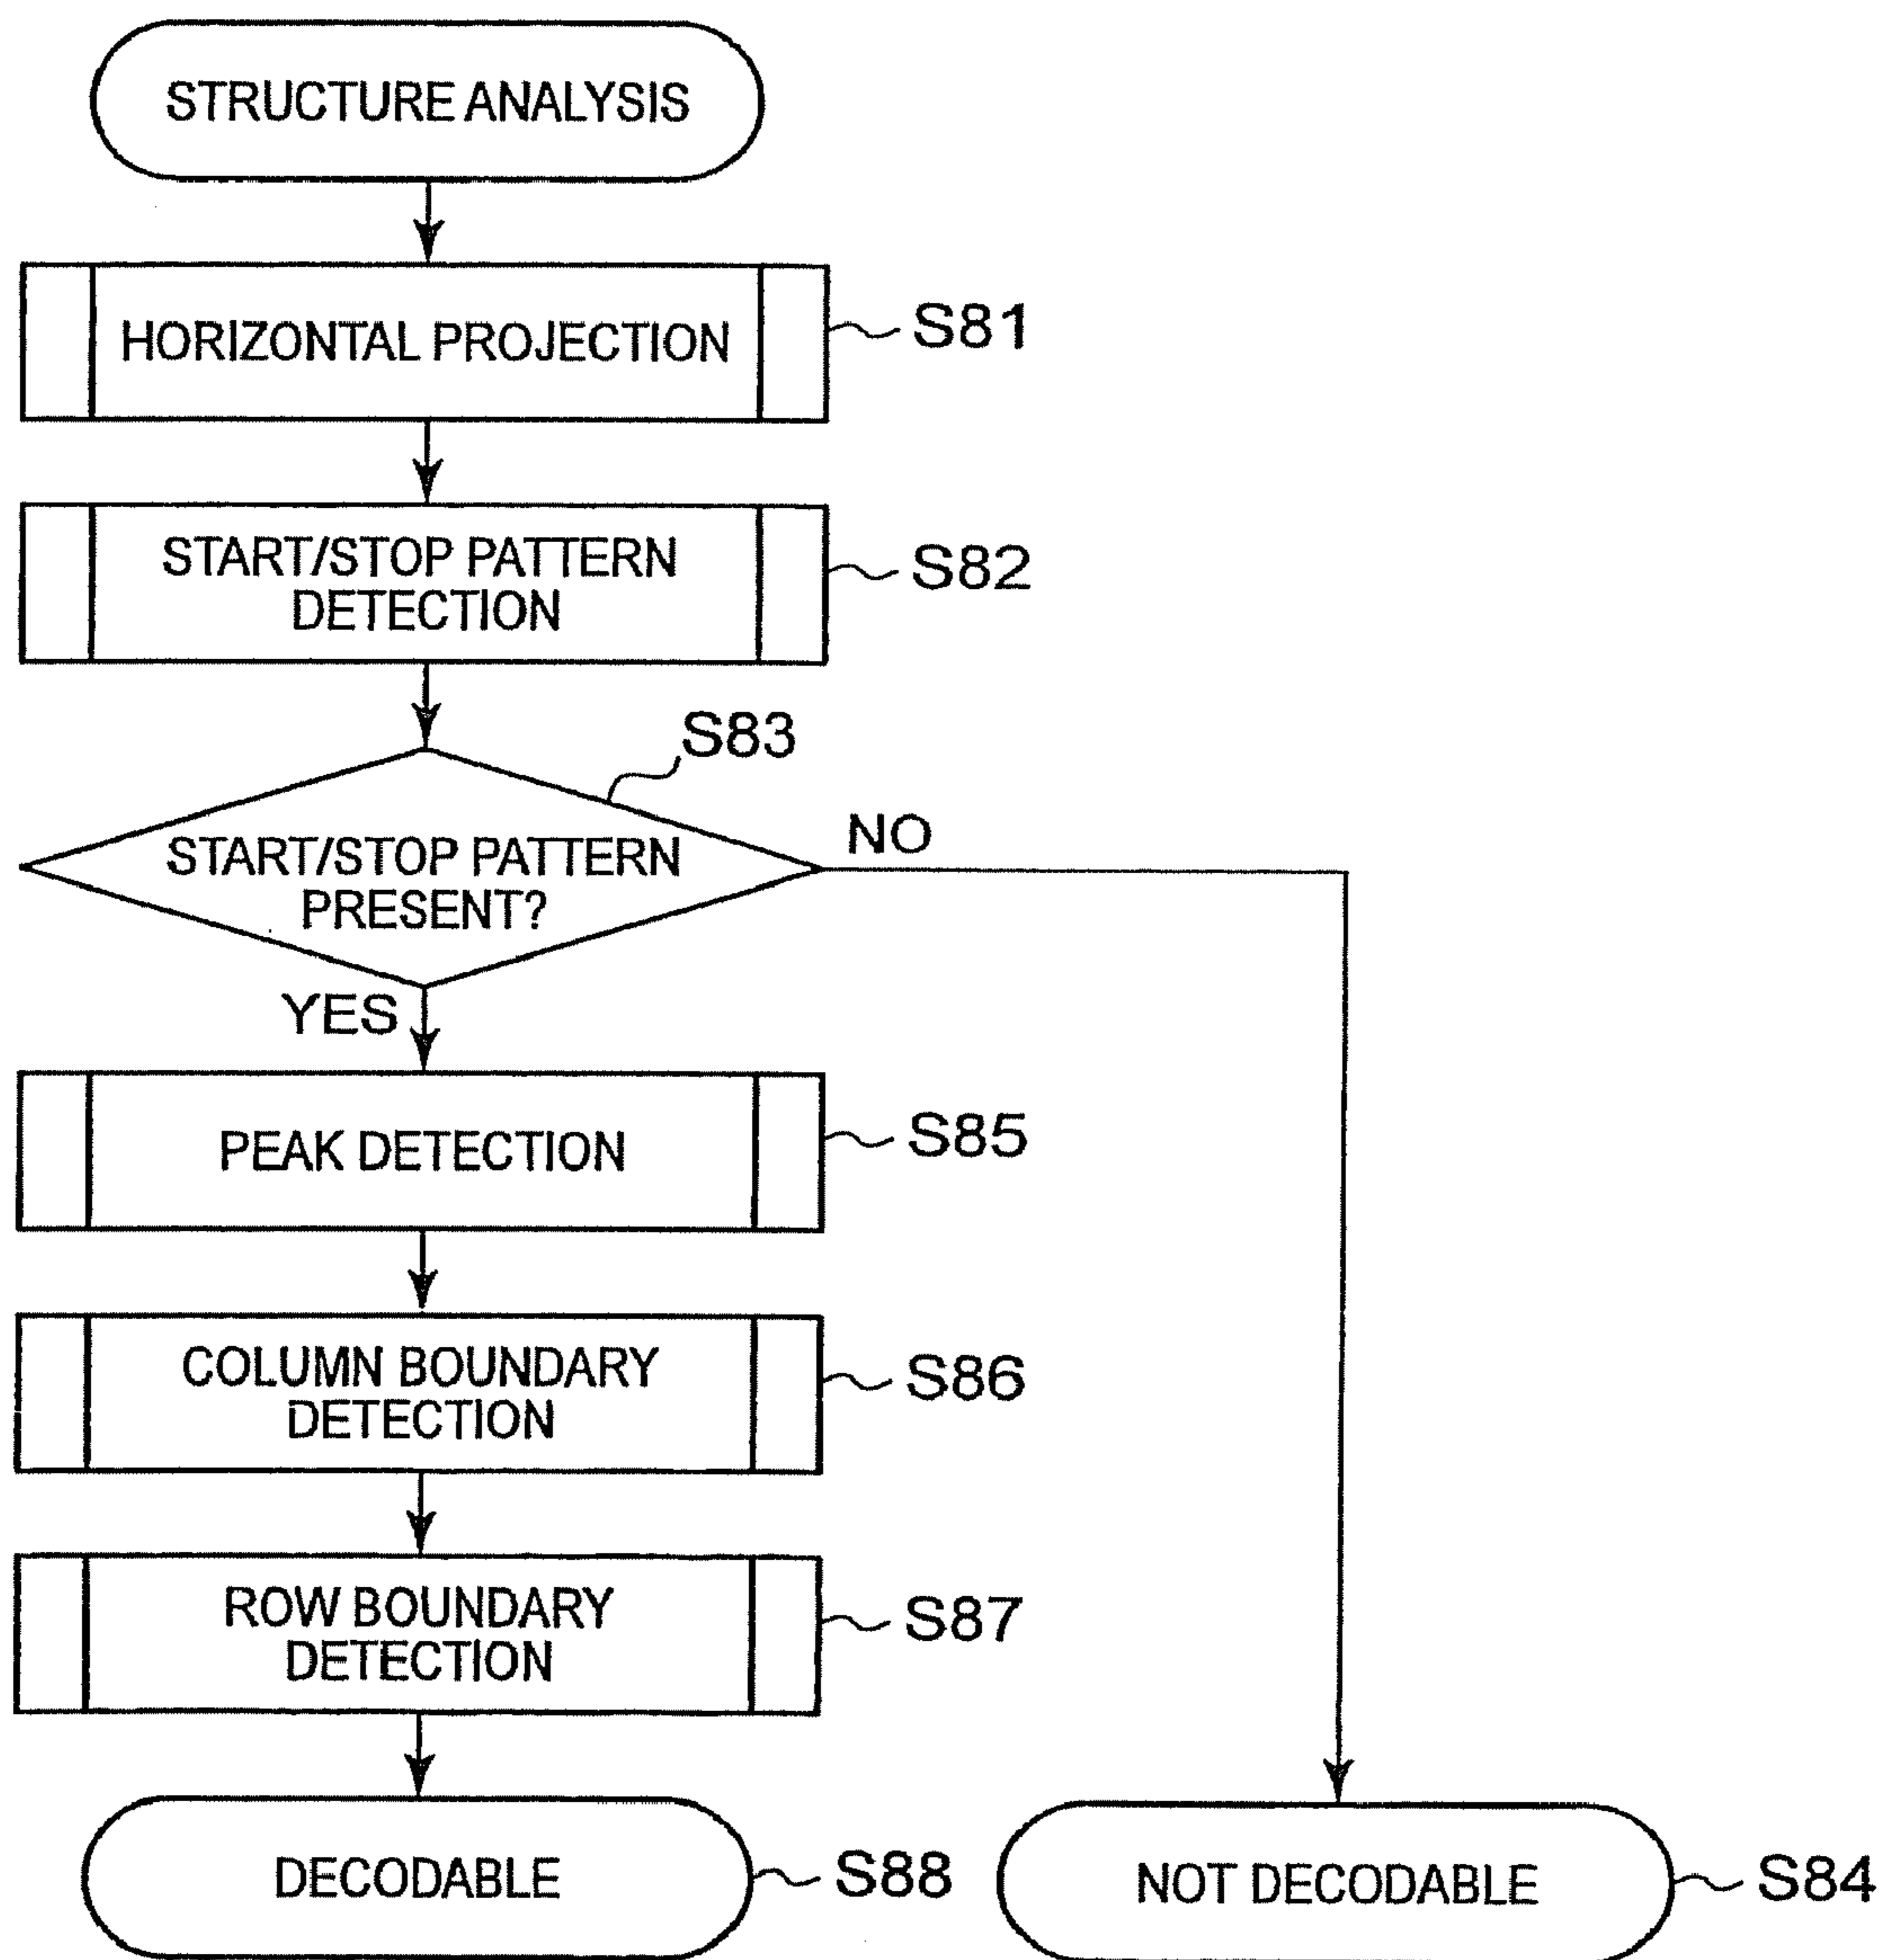 STRUCTURE ANALYSIS
HORIZONTAL PROJECTION
S81
START/STOP PATTERN
DETECTION
S82
S83
START/STOP PATTERN
PRESENT?
NO
YES
PEAK DETECTION
S85
COLUMN BOUNDARY
DETECTION
S86
ROW BOUNDARY
DETECTION
S87
DECODABLE
S88
NOT DECODABLE
S84